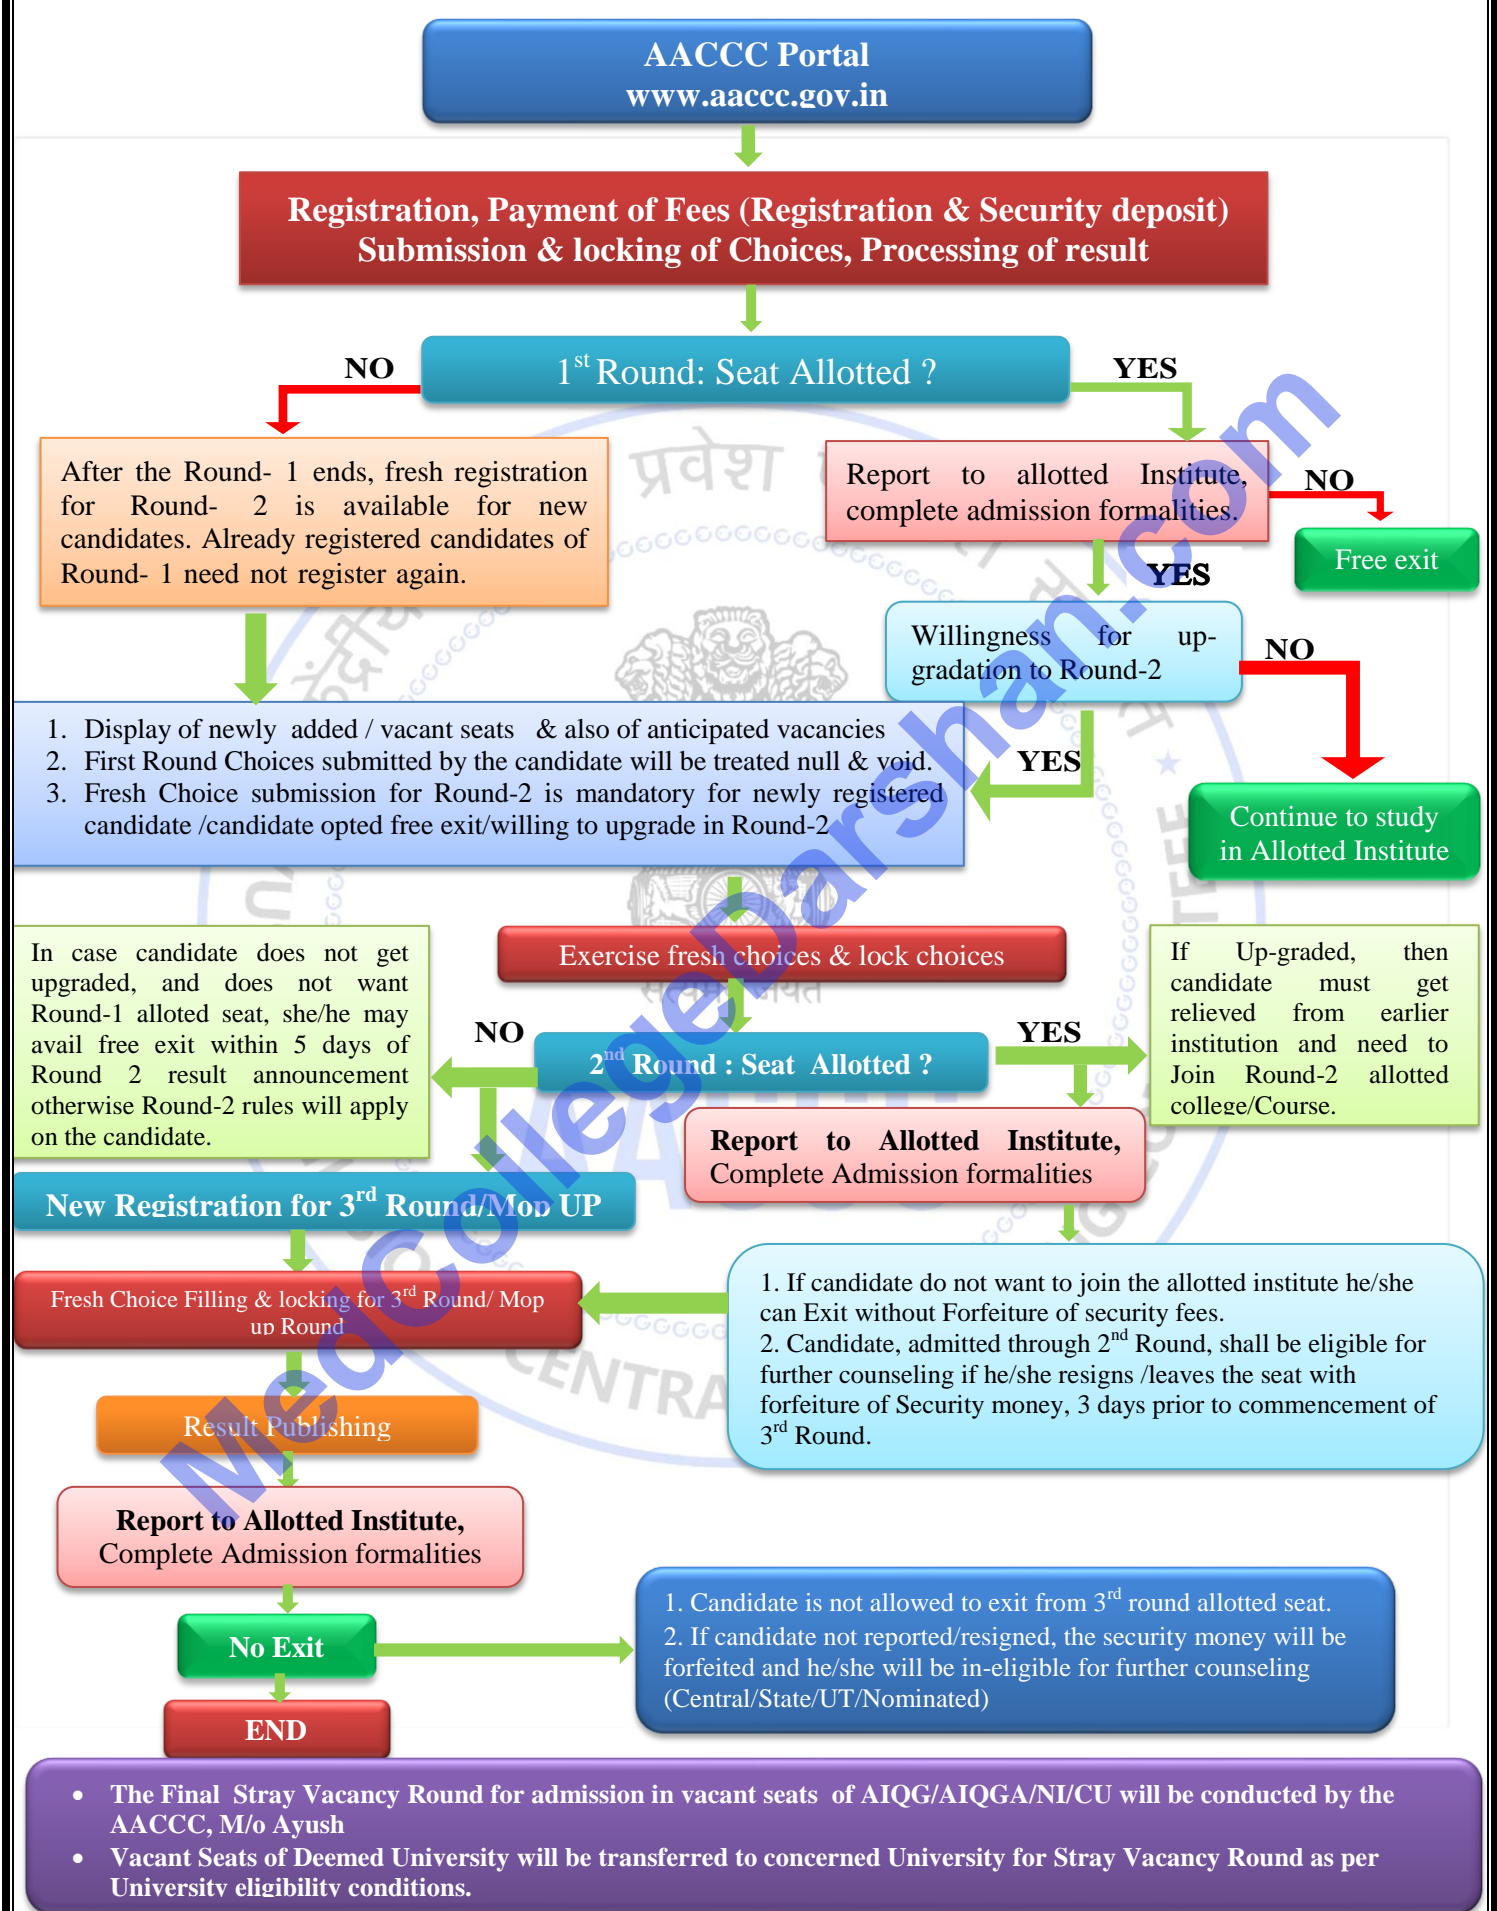 AACCC Portal
www.aaccc.gov.in
Registration, Payment of Fees (Registration & Security deposit)
Submission & locking of Choices, Processing of result
1st Round: Seat Allotted ?
NO
YES
After the Round- 1 ends, fresh registration
for Round- 2 is available for new
candidates. Already registered candidates of
Round- 1 need not register again.
Report to allotted Institute,
complete admission formalities.
NO
Free exit
YES
Willingness for up-
gradation to Round-2
NO
YES
Continue to study
in Allotted Institute
1. Display of newly added / vacant seats & also of anticipated vacancies
2. First Round Choices submitted by the candidate will be treated null & void.
3. Fresh Choice submission for Round-2 is mandatory for newly registered
candidate /candidate opted free exit/willing to upgrade in Round-2
Exercise fresh choices & lock choices
In case candidate does not get
upgraded, and does not want
Round-1 alloted seat, she/he may
avail free exit within 5 days of
Round 2 result announcement
otherwise Round-2 rules will apply
on the candidate.
NO
2nd Round : Seat Allotted ?
YES
If Up-graded, then
candidate must get
relieved from earlier
institution and need to
Join Round-2 allotted
college/Course.
Report to Allotted Institute,
Complete Admission formalities
New Registration for 3rd Round/Mop UP
Fresh Choice Filling & locking for 3rd Round/ Mop
up Round
1. If candidate do not want to join the allotted institute he/she
can Exit without Forfeiture of security fees.
2. Candidate, admitted through 2nd Round, shall be eligible for
further counseling if he/she resigns /leaves the seat with
forfeiture of Security money, 3 days prior to commencement of
3rd Round.
Result Publishing
Report to Allotted Institute,
Complete Admission formalities
No Exit
1. Candidate is not allowed to exit from 3rd round allotted seat.
2. If candidate not reported/resigned, the security money will be
forfeited and he/she will be in-eligible for further counseling
(Central/State/UT/Nominated)
END
• The Final Stray Vacancy Round for admission in vacant seats of AIQG/AIQGA/NI/CU will be conducted by the
AACCC, M/o Ayush
• Vacant Seats of Deemed University will be transferred to concerned University for Stray Vacancy Round as per
University eligibility conditions.
MedCollegeDarshan.com
प्रवेश
केंद्रीय
AACCC